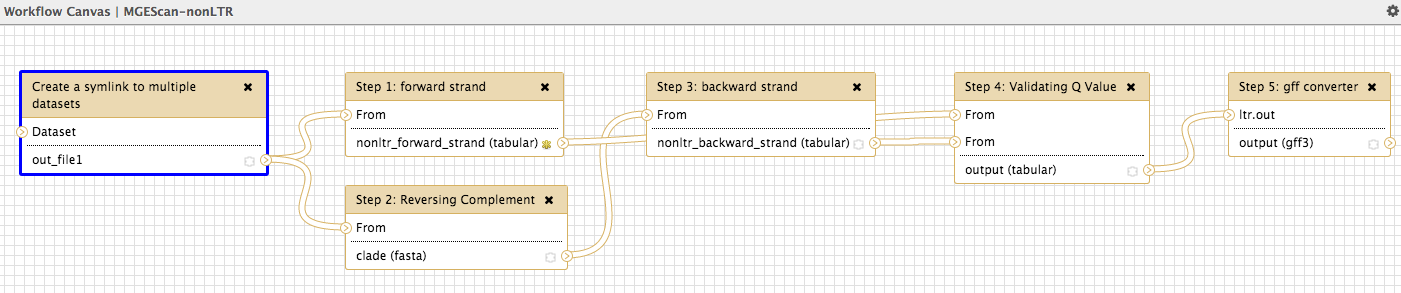 Workflow Canvas | MGEScan-nonLTR
Create a symlink to multiple
datasets
Dataset
out_file1
Step 1: forward strand
From
nonltr_forward_strand (tabular)
Step 2: Reversing Complement
From
clade (fasta)
Step 3: backward strand
From
nonltr_backward_strand (tabular)
Step 4: Validating Q Value
From
From
output (tabular)
Step 5: gff converter
ltr.out
output (gff3)